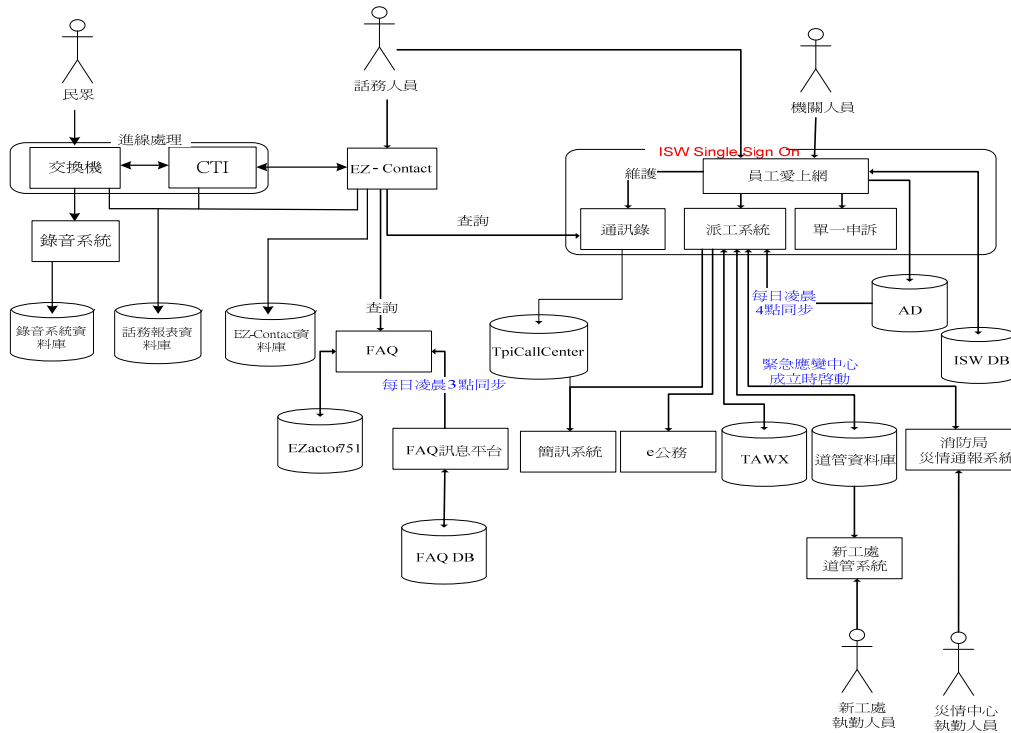 民眾
話務人員
機關人員
進線處理
ISW Single Sign On
交換機
CTI
EZ- Contact
維護
員工愛上網
錄音系統
查詢
通訊錄
派工系統
單一申訴
每日凌晨
4點同步
AD
錄音系統資
料庫
話務報表資
料庫
EZ-Contact資
料庫
查詢
FAQ
TpiCallCenter
ISW DB
每日凌晨3點同步
緊急應變中心
成立時啓動
EZactor751
FAQ訊息平台
簡訊系統
e公務
TAWX
道管資料庫
消防局
災情通報系統
FAQ DB
新工處
道管系統
新工處
執勤人員
災情中心
執勤人員